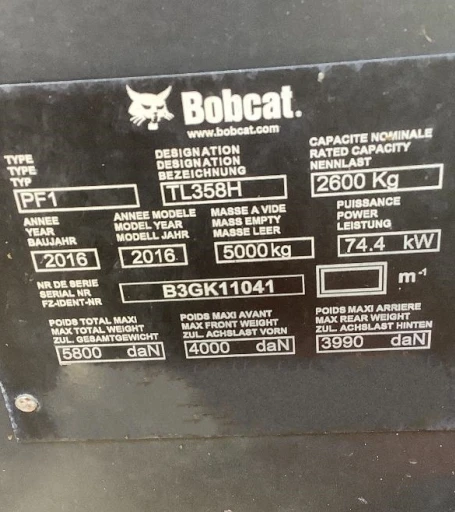 Bobcat.
www.bobcat.com
TYPE
TYPE
TYP
PF1
DESIGNATION
DESIGNATION
BEZEICHNUNG
TL358H
CAPACITE NOMINALE
RATED CAPACITY
NENNLAST
2600 Kg
ANNEE
YEAR
BAUJAHR
2016
ANNEE MODELE
MODEL YEAR
MODELL JAHR
2016
MASSE A VIDE
MASS EMPTY
MASSE LEER
5000 kg
PUISSANCE
POWER
LEISTUNG
74.4 kW
NR DE SERIE
SERIAL NR
FZ-IDENT-NR
B3GK11041
m-1
POIDS TOTAL MAXI
MAX TOTAL WEIGHT
ZUL. GESAMTGEWICHT
5800 daN
POIDS MAXI AVANT
MAX FRONT WEIGHT
ZUL. ACHSLAST VORN
4000 daN
POIDS MAXI ARRIERE
MAX REAR WEIGHT
ZUL. ACHSLAST HINTEN
3990 daN